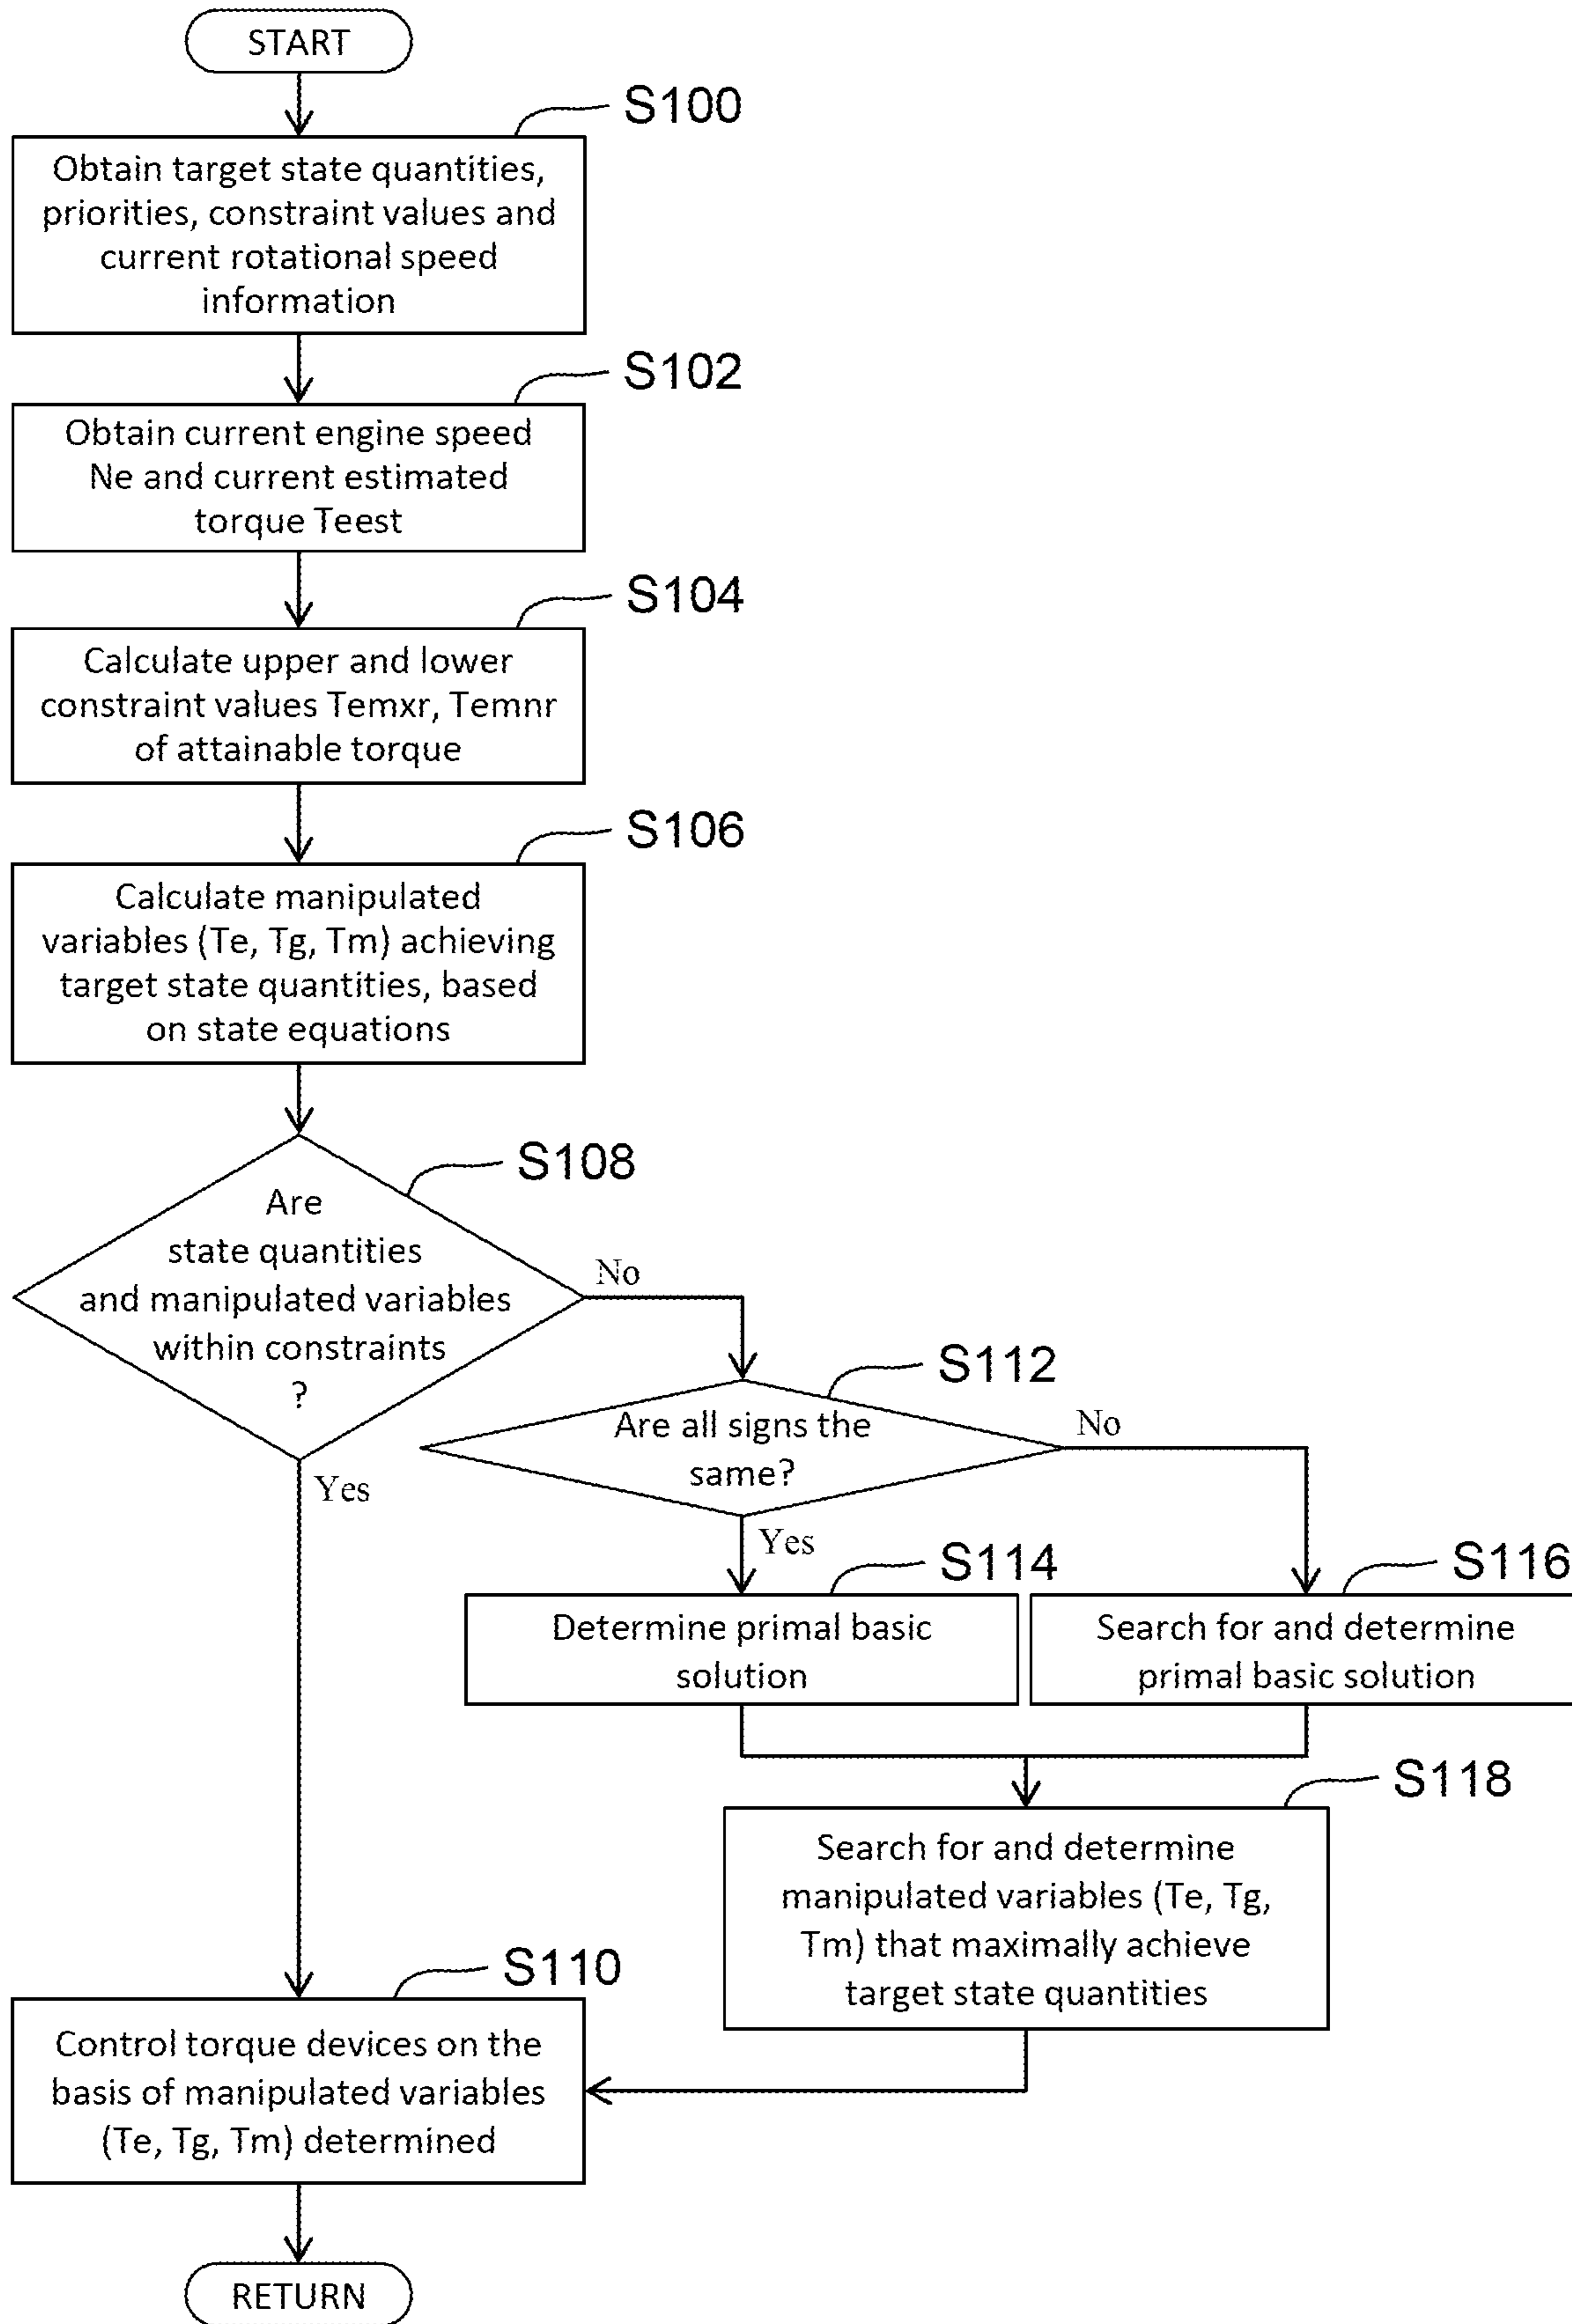 START
S100
Obtain target state quantities,
priorities, constraint values and
current rotational speed
information
S102
Obtain current engine speed
Ne and current estimated
torque Teest
S104
Calculate upper and lower
constraint values Temxr, Temnr
of attainable torque
S106
Calculate manipulated
variables (Te, Tg, Tm) achieving
target state quantities, based
on state equations
S108
Are
state quantities
and manipulated variables
within constraints
?
No
Yes
S112
Are all signs the
same?
No
Yes
S114
Determine primal basic
solution
S116
Search for and determine
primal basic solution
S118
Search for and determine
manipulated variables (Te, Tg,
Tm) that maximally achieve
target state quantities
S110
Control torque devices on the
basis of manipulated variables
(Te, Tg, Tm) determined
RETURN